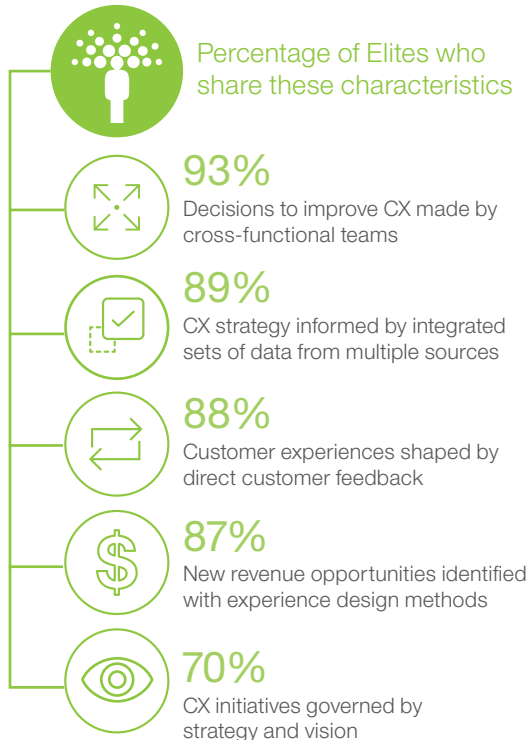 Percentage of Elites who
share these characteristics
93%
Decisions to improve CX made by
cross-functional teams
89%
CX strategy informed by integrated
sets of data from multiple sources
88%
Customer experiences shaped by
direct customer feedback
87%
New revenue opportunities identified
with experience design methods
70%
CX initiatives governed by
strategy and vision